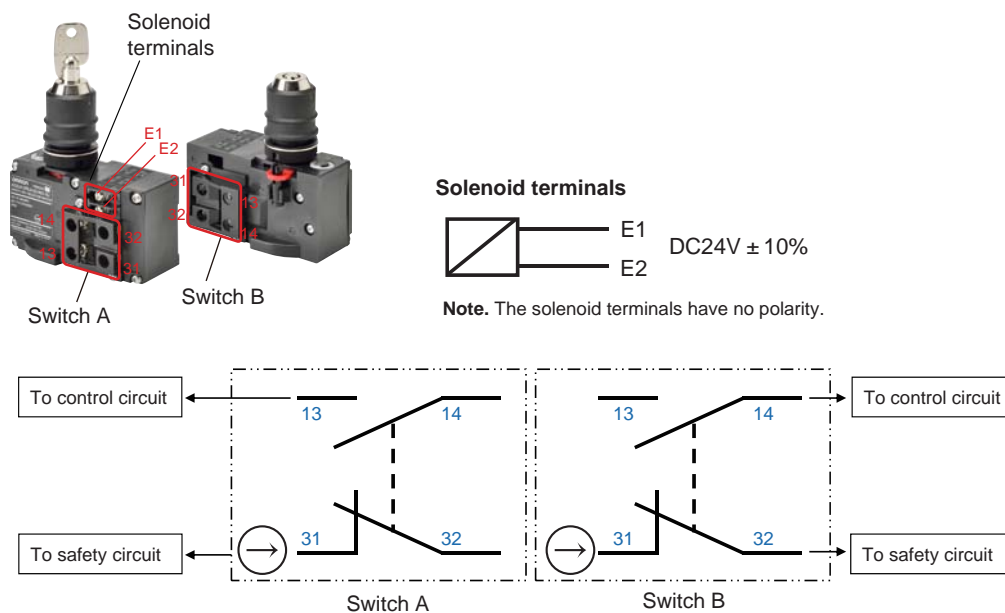 Solenoid
terminals
E1
E2
14
32
13
31
Switch A
31
13
32
14
Switch B
Solenoid terminals
E1
E2
DC24V ± 10%
Note. The solenoid terminals have no polarity.
To control circuit
13
14
13
14
To control circuit
To safety circuit
31
32
31
32
To safety circuit
Switch A
Switch B